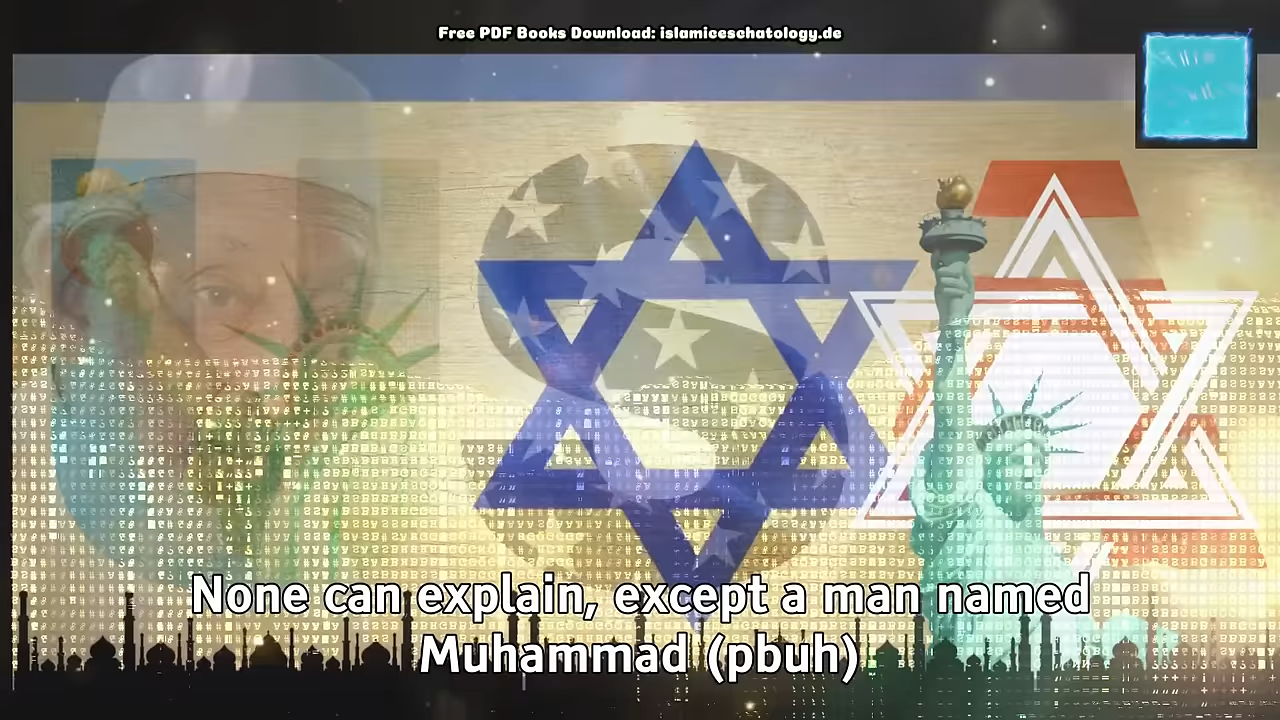 Free PDF Books Download: islamiceschatology.de
None can explain, except a man named
Muhammad (pbuh)